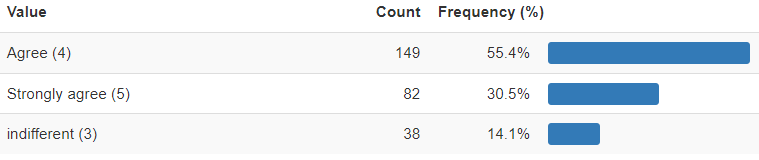 Value Count Frequency (%)
Agree (4) 149 55.4%
Strongly agree (5) 82 30.5%
indifferent (3) 38 14.1%